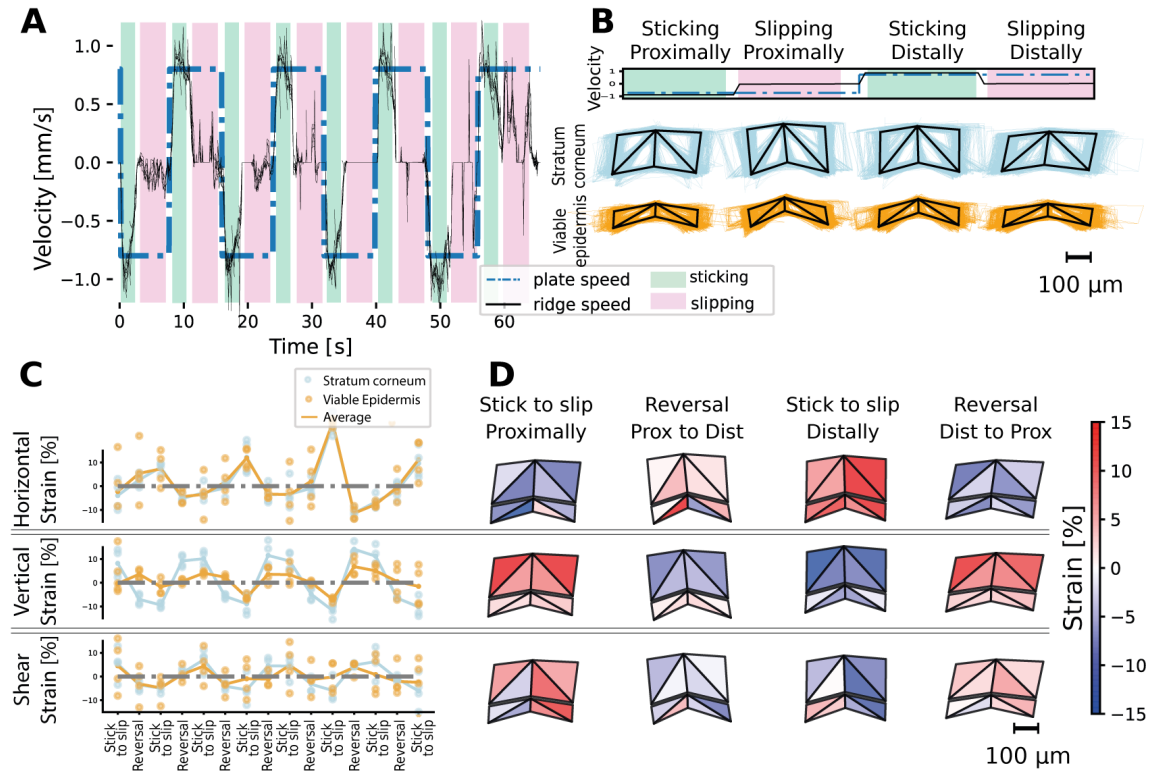 A
Velocity [mm/s]
1.0
0.5
0.0
−0.5
−1.0
0
10
20
30
40
50
60
Time [s]
plate speed
ridge speed
sticking
slipping
B
Sticking
Proximally
Slipping
Proximally
Sticking
Distally
Slipping
Distally
Velocity
1
0
−1
Stratum
corneum
Viable
epidermis
100 µm
C
Stratum corneum
Viable Epidermis
Average
Horizontal
Strain [%]
10
0
−10
Vertical
Strain [%]
10
0
−10
Shear
Strain [%]
10
0
−10
Stick
to slip
Reversal
Stick
to slip
Reversal
Stick
to slip
Reversal
Stick
to slip
Reversal
Stick
to slip
Reversal
Stick
to slip
Reversal
Stick
to slip
Reversal
Stick
to slip
D
Stick to slip
Proximally
Reversal
Prox to Dist
Stick to slip
Distally
Reversal
Dist to Prox
Strain [%]
15
10
5
0
−5
−10
−15
100 µm